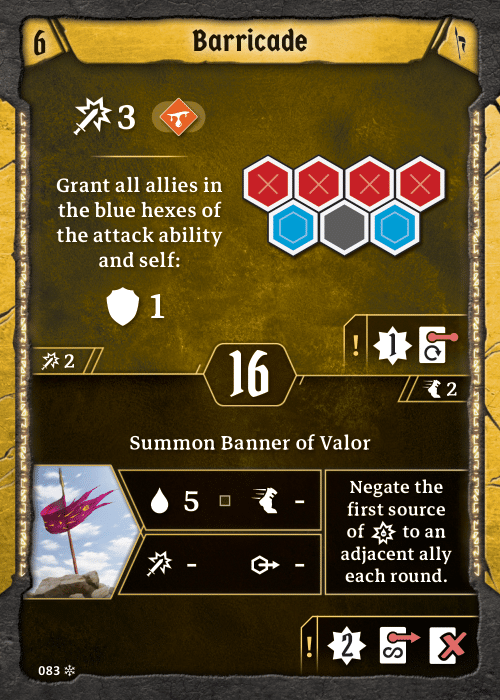 6
Barricade
3
Grant all allies in
the blue hexes of
the attack ability
and self:
1
! 1
2
16
2
Summon Banner of Valor
5 -
- -
Negate the
first source
of to an
adjacent ally
each round.
! 2
083